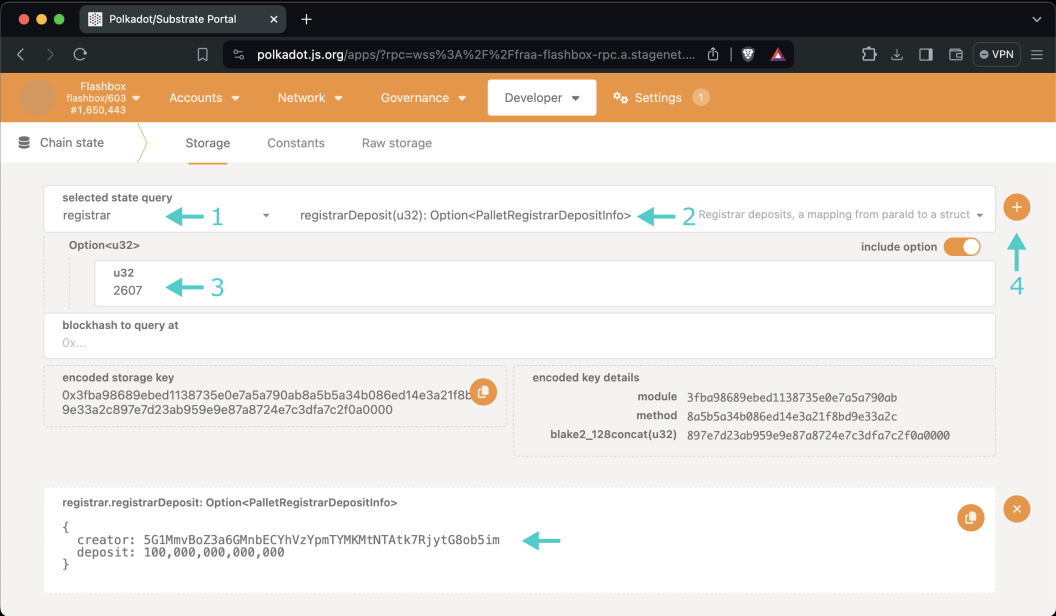 Polkadot/Substrate Portal
polkadot.js.org/apps/?rpc=wss%3A%2F%2Ffraa-flashbox-rpc.a.stagenet....
VPN
Flashbox
flashbox/603
#1,650,443
Accounts
Network
Governance
Developer
Settings
1
Chain state
Storage
Constants
Raw storage
selected state query
registrar
1
registrarDeposit(u32): Option<PalletRegistrarDepositInfo>
2
Registrar deposits, a mapping from paraId to a struct
Option<u32>
include option
u32
2607
3
4
blockhash to query at
0x...
encoded storage key
0x3fba98689ebed1138735e0e7a5a790ab8a5b5a34b086ed14e3a21f8b
9e33a2c897e7d23ab959e9e87a8724e7c3dfa7c2f0a0000
encoded key details
module 3fba98689ebed1138735e0e7a5a790ab
method 8a5b5a34b086ed14e3a21f8bd9e33a2c
blake2_128concat(u32) 897e7d23ab959e9e87a8724e7c3dfa7c2f0a0000
registrar.registrarDeposit: Option<PalletRegistrarDepositInfo>
{
creator: 5G1MmvBoZ3a6GMnbECYhVzYpmTYMKMtNTAtk7RjytG8ob5im
deposit: 100,000,000,000,000
}